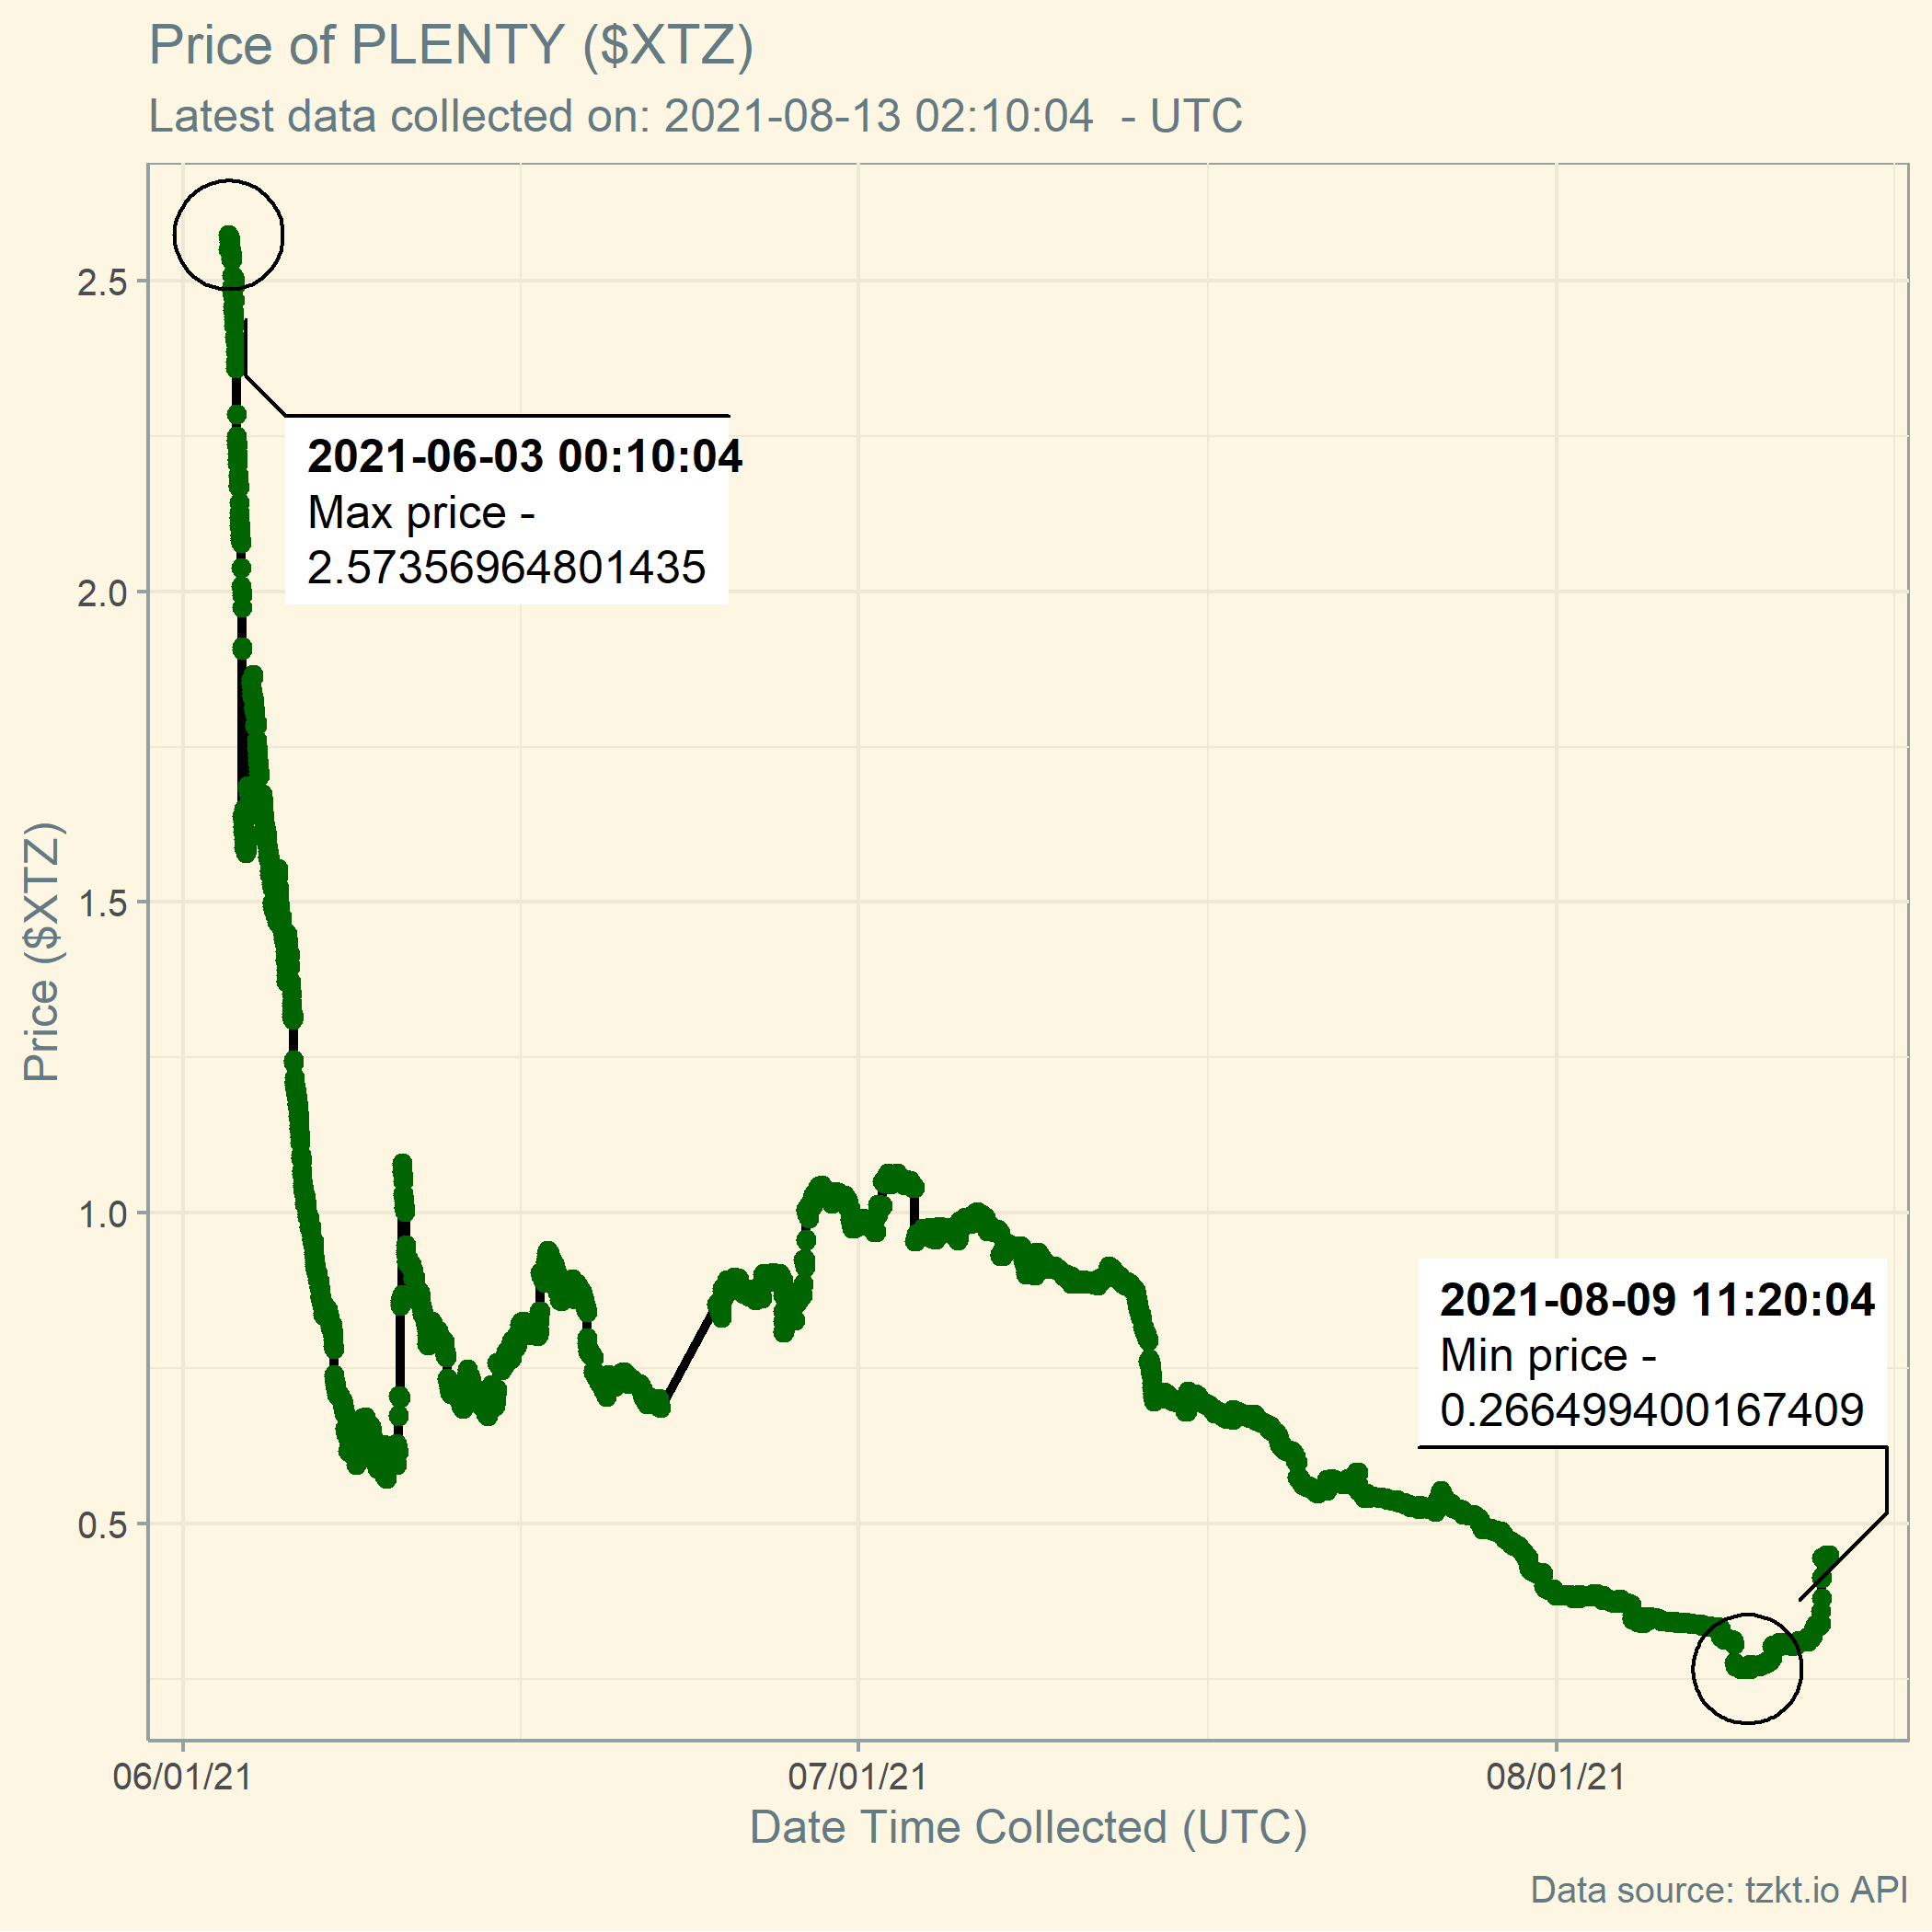 Price of PLENTY ($XTZ)
Latest data collected on: 2021-08-13 02:10:04  - UTC
2.5
2.0
1.5
1.0
0.5
Price ($XTZ)
2021-06-03 00:10:04
Max price -
2.57356964801435
2021-08-09 11:20:04
Min price -
0.266499400167409
06/01/21
07/01/21
08/01/21
Date Time Collected (UTC)
Data source: tzkt.io API